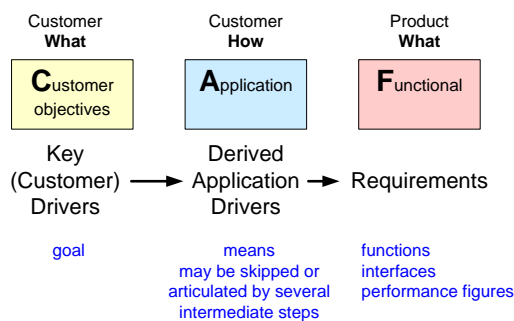 Customer
What
Customer
How
Product
What
Customer
objectives
Application
Functional
Key
(Customer)
Drivers
Derived
Application
Drivers
Requirements
goal
means
may be skipped or
articulated by several
intermediate steps
functions
interfaces
performance figures